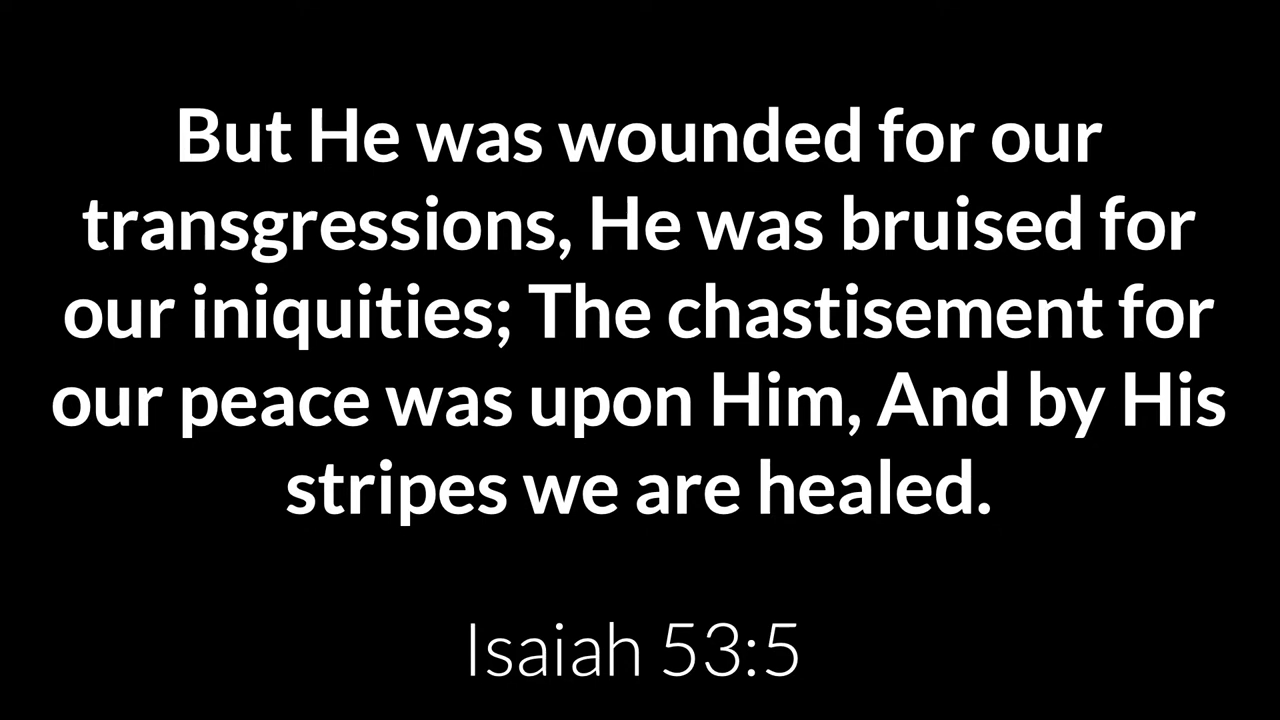 But He was wounded for our
transgressions, He was bruised for
our iniquities; The chastisement for
our peace was upon Him, And by His
stripes we are healed.
Isaiah 53:5